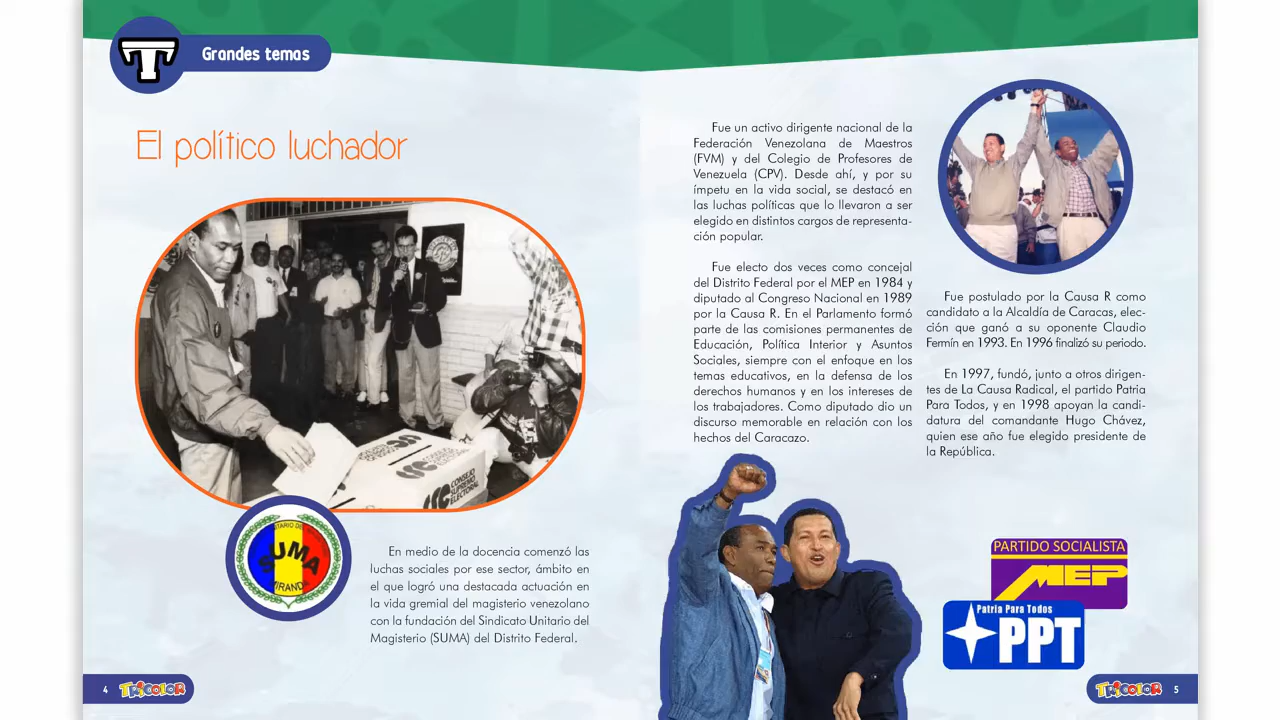 Grandes temas
El político luchador
CONSEJO
SUPREMO
ELECTORAL
SUMA
MIRANDA
En medio de la docencia comenzó las
luchas sociales por ese sector, ámbito en
el que logró una destacada actuación en
la vida gremial del magisterio venezolano
con la fundación del Sindicato Unitario del
Magisterio (SUMA) del Distrito Federal.
4 TRICOLOR
Fue un activo dirigente nacional de la
Federación Venezolana de Maestros
(FVM) y del Colegio de Profesores de
Venezuela (CPV). Desde ahí, y por su
ímpetu en la vida social, se destacó en
las luchas políticas que lo llevaron a ser
elegido en distintos cargos de representa-
ción popular.
Fue electo dos veces como concejal
del Distrito Federal por el MEP en 1984 y
diputado al Congreso Nacional en 1989
por la Causa R. En el Parlamento formó
parte de las comisiones permanentes de
Educación, Política Interior y Asuntos
Sociales, siempre con el enfoque en los
temas educativos, en la defensa de los
derechos humanos y en los intereses de
los trabajadores. Como diputado dio un
discurso memorable en relación con los
hechos del Caracazo.
Fue postulado por la Causa R como
candidato a la Alcaldía de Caracas, elec-
ción que ganó a su oponente Claudio
Fermín en 1993. En 1996 finalizó su periodo.
En 1997, fundó, junto a otros dirigen-
tes de La Causa Radical, el partido Patria
Para Todos, y en 1998 apoyan la candi-
datura del comandante Hugo Chávez,
quien ese año fue elegido presidente de
la República.
PARTIDO SOCIALISTA
MEP
Patria Para Todos
PPT
TRICOLOR 5